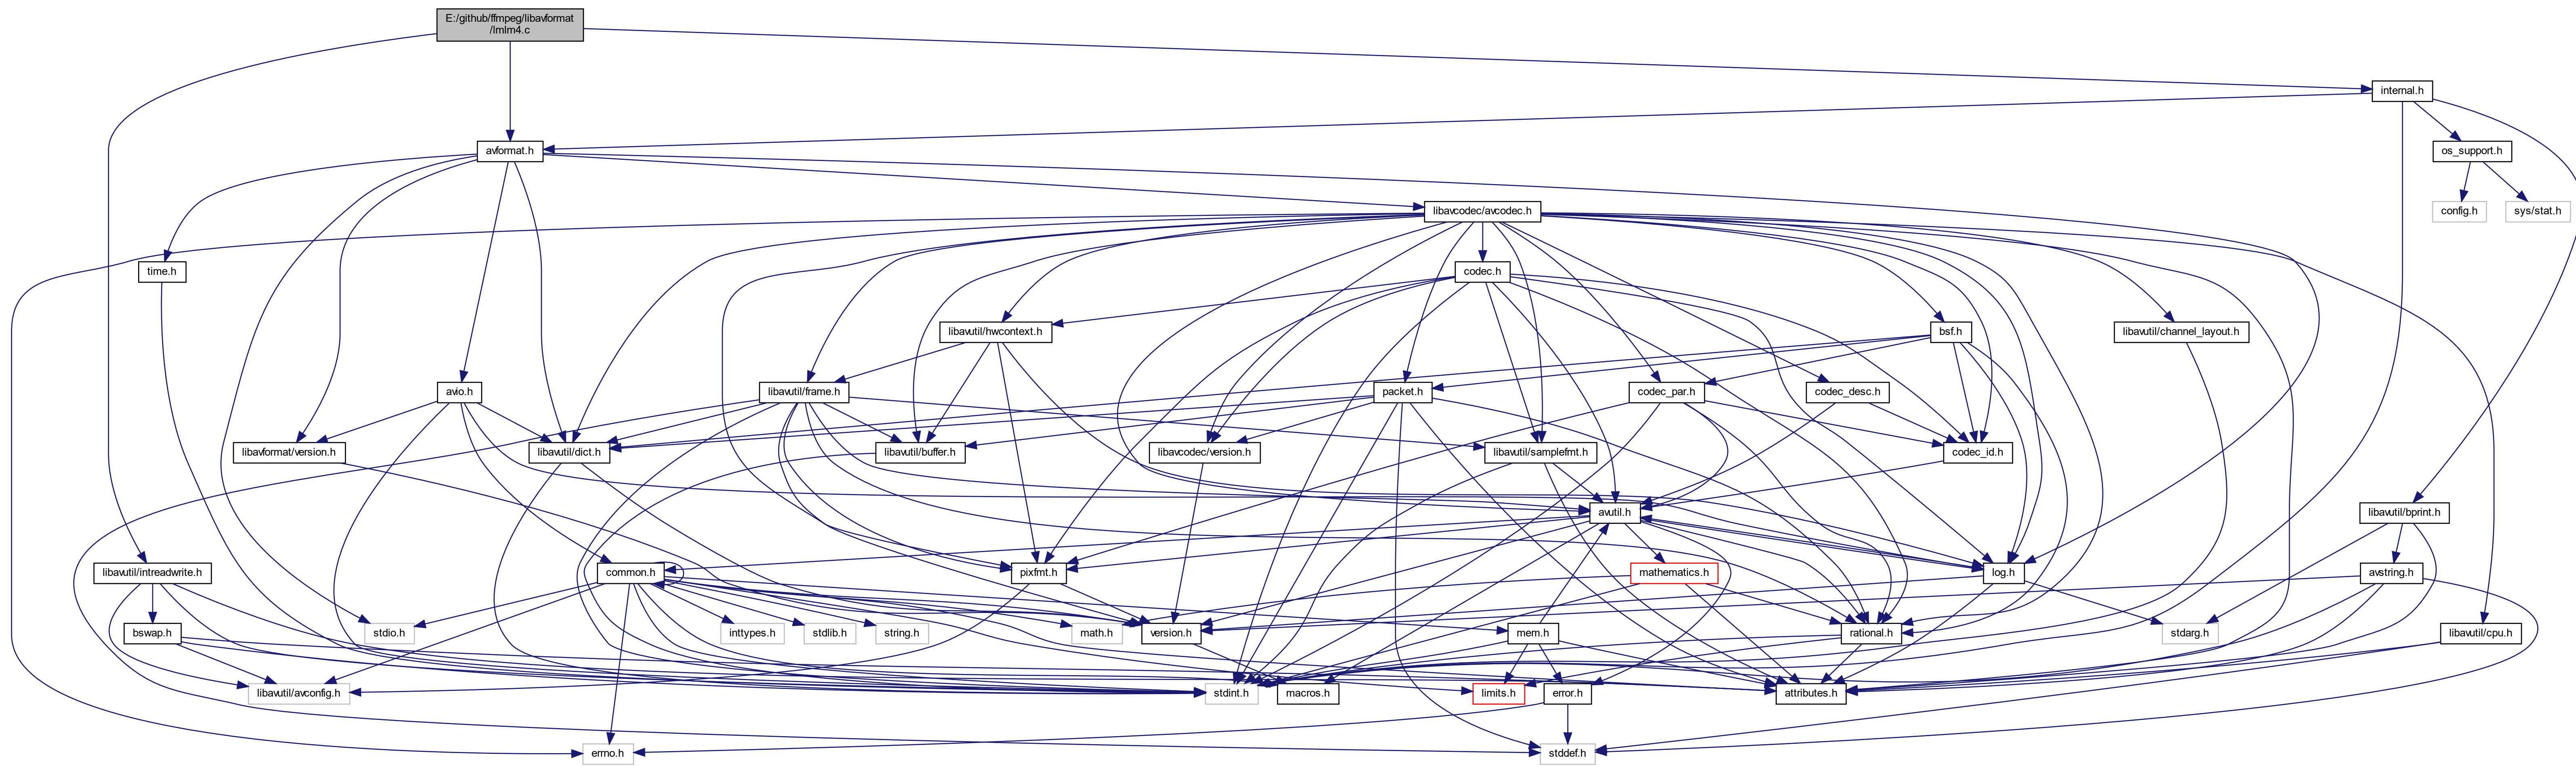 E:/github/ffmpeg/libavformat
/lmlm4.c
internal.h
avformat.h
os_support.h
libavcodec/avcodec.h
config.h
sys/stat.h
time.h
codec.h
libavutil/hwcontext.h
bsf.h
libavutil/channel_layout.h
avio.h
libavutil/frame.h
packet.h
codec_par.h
codec_desc.h
libavformat/version.h
libavutil/dict.h
libavutil/buffer.h
libavcodec/version.h
libavutil/samplefmt.h
codec_id.h
avutil.h
libavutil/bprint.h
libavutil/intreadwrite.h
common.h
pixfmt.h
mathematics.h
log.h
avstring.h
bswap.h
stdio.h
inttypes.h
stdlib.h
string.h
math.h
version.h
mem.h
rational.h
stdarg.h
libavutil/cpu.h
libavutil/avconfig.h
stdint.h
macros.h
limits.h
error.h
attributes.h
errno.h
stddef.h